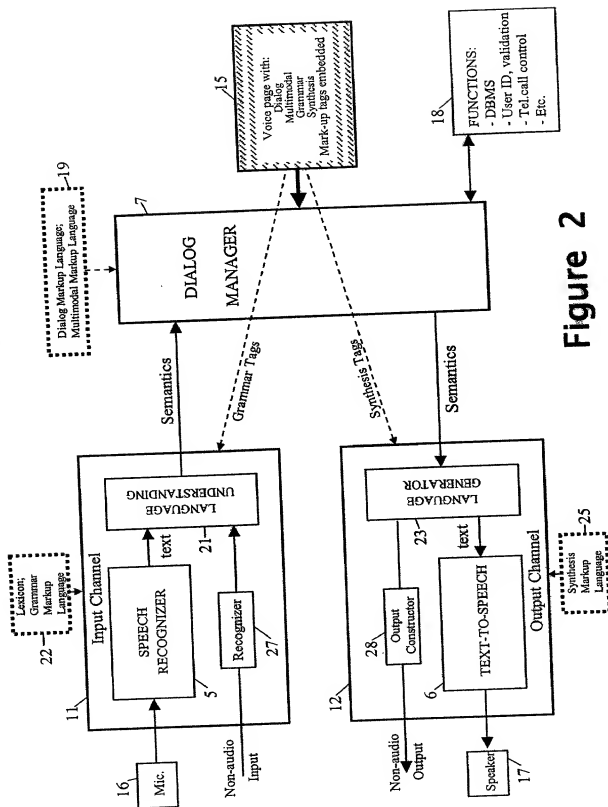 22
Lexicon;
Grammar
Markup
Language
19
Dialog Markup Language;
Multimodal Markup Language
11
Input Channel
16
Mic.
SPEECH
RECOGNIZER
5
text
LANGUAGE
UNDERSTANDING
21
Recognizer
27
Non-audio
Input
Semantics
Grammar Tags
7
DIALOG
MANAGER
15
Voice page with:
Dialog
Multimodal
Grammar
Synthesis
Mark-up tags embedded
18
FUNCTIONS:
- DBMS
- User ID, validation
- Tel.call control
- Etc.
Synthesis Tags
Semantics
12
LANGUAGE
GENERATOR
23
text
28
Output
Constructor
Non-audio
Output
TEXT-TO-SPEECH
6
Output Channel
Speaker
17
25
Synthesis
Markup
Language
Figure 2